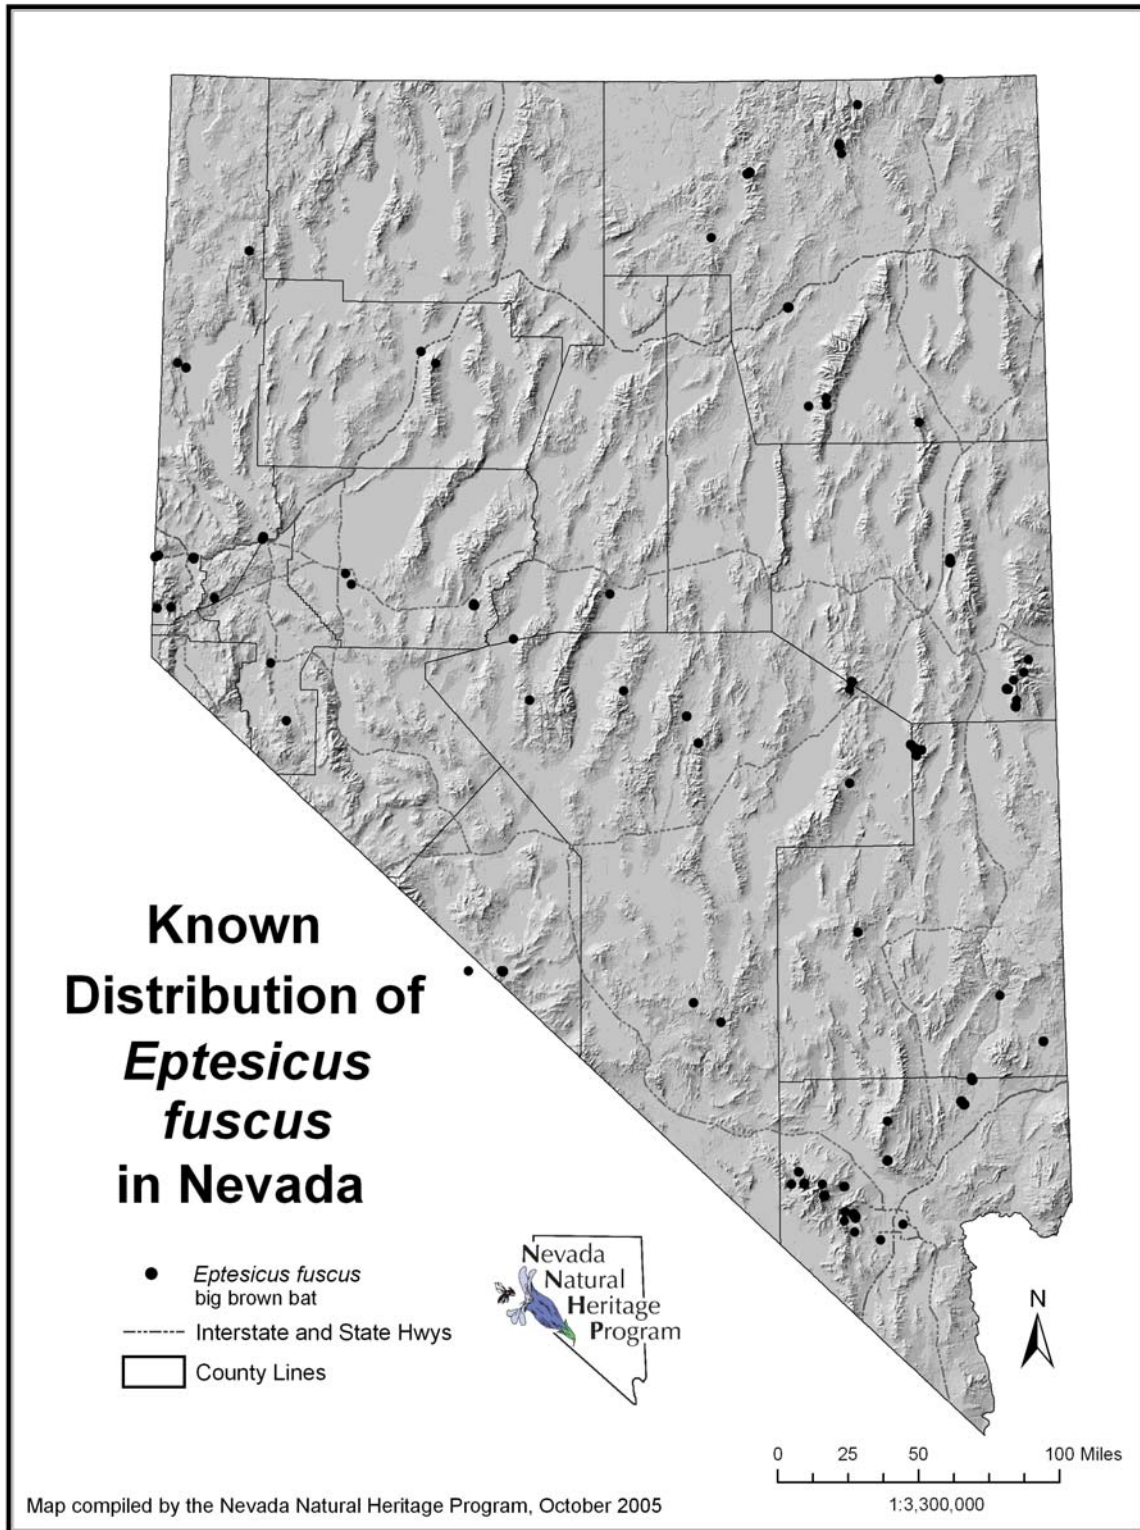 Known
Distribution of
Eptesicus
fuscus
in Nevada
Eptesicus fuscus
big brown bat
Interstate and State Hwys
County Lines
Nevada
Natural
Heritage
Program
N
0 25 50 100 Miles
1:3,300,000
Map compiled by the Nevada Natural Heritage Program, October 2005